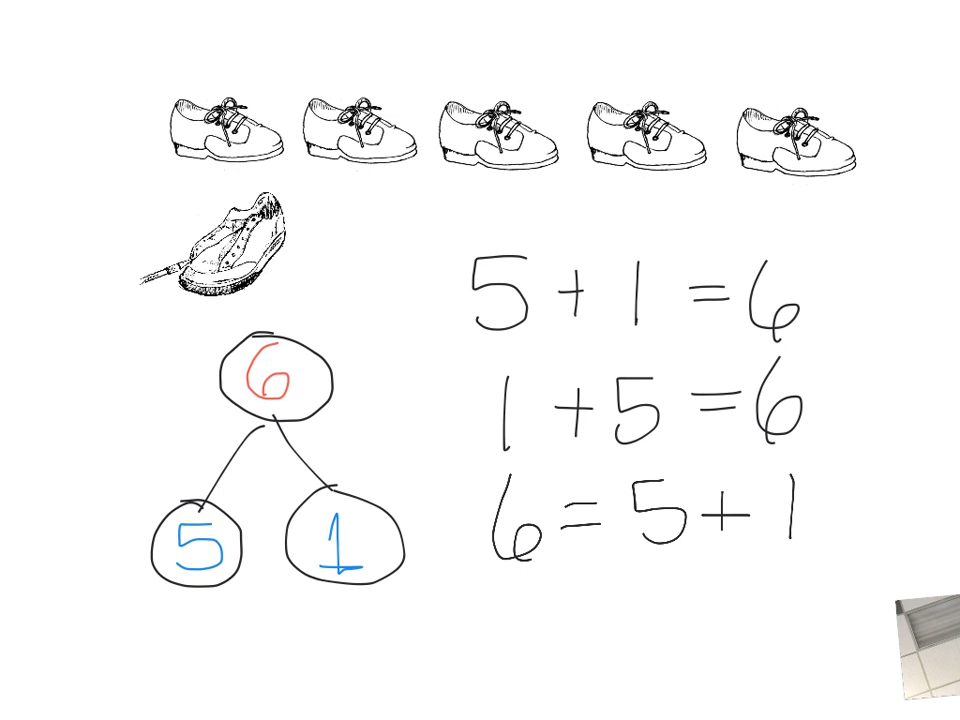 5 + 1 = 6
6
1 + 5 = 6
6 = 5 + 1
5 1